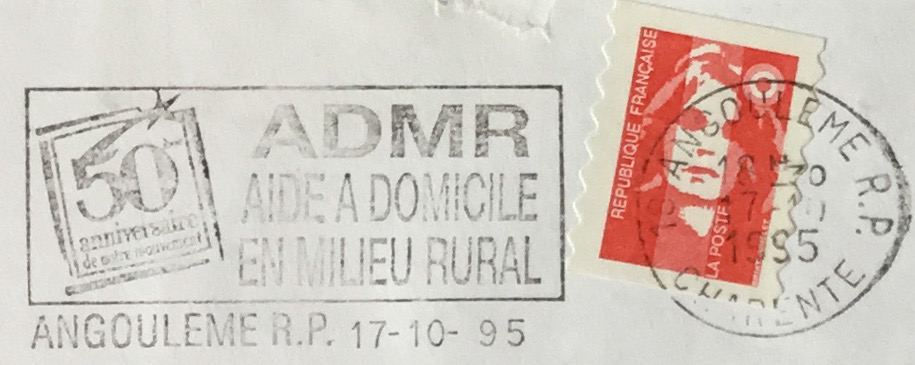 50e
anniversaire
de notre mouvement
ADMR
AIDE A DOMICILE
EN MILIEU RURAL
ANGOULEME R.P. 17-10- 95
REPUBLIQUE FRANÇAISE
LA POSTE
16 ANGOULEME R.P.
1995
CHARENTE